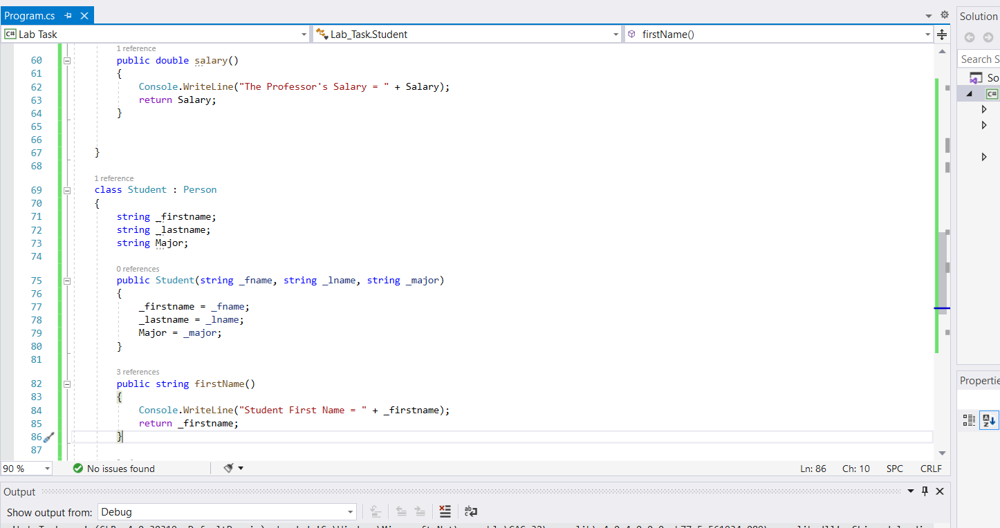 Program.cs
Solution
Lab Task
Lab_Task.Student
firstName()
Search S
So
1 reference
60 public double salary()
61 {
62 Console.WriteLine("The Professor's Salary = " + Salary);
63 return Salary;
64 }
65
66
67 }
68
1 reference
69 class Student : Person
70 {
71 string _firstname;
72 string _lastname;
73 string Major;
74
0 references
75 public Student(string _fname, string _lname, string _major)
76 {
77 _firstname = _fname;
78 _lastname = _lname;
79 Major = _major;
80 }
81
3 references
82 public string firstName()
83 {
84 Console.WriteLine("Student First Name = " + _firstname);
85 return _firstname;
86 }
87
90 % No issues found Ln: 86 Ch: 10 SPC CRLF
Propertie
Output
Show output from: Debug